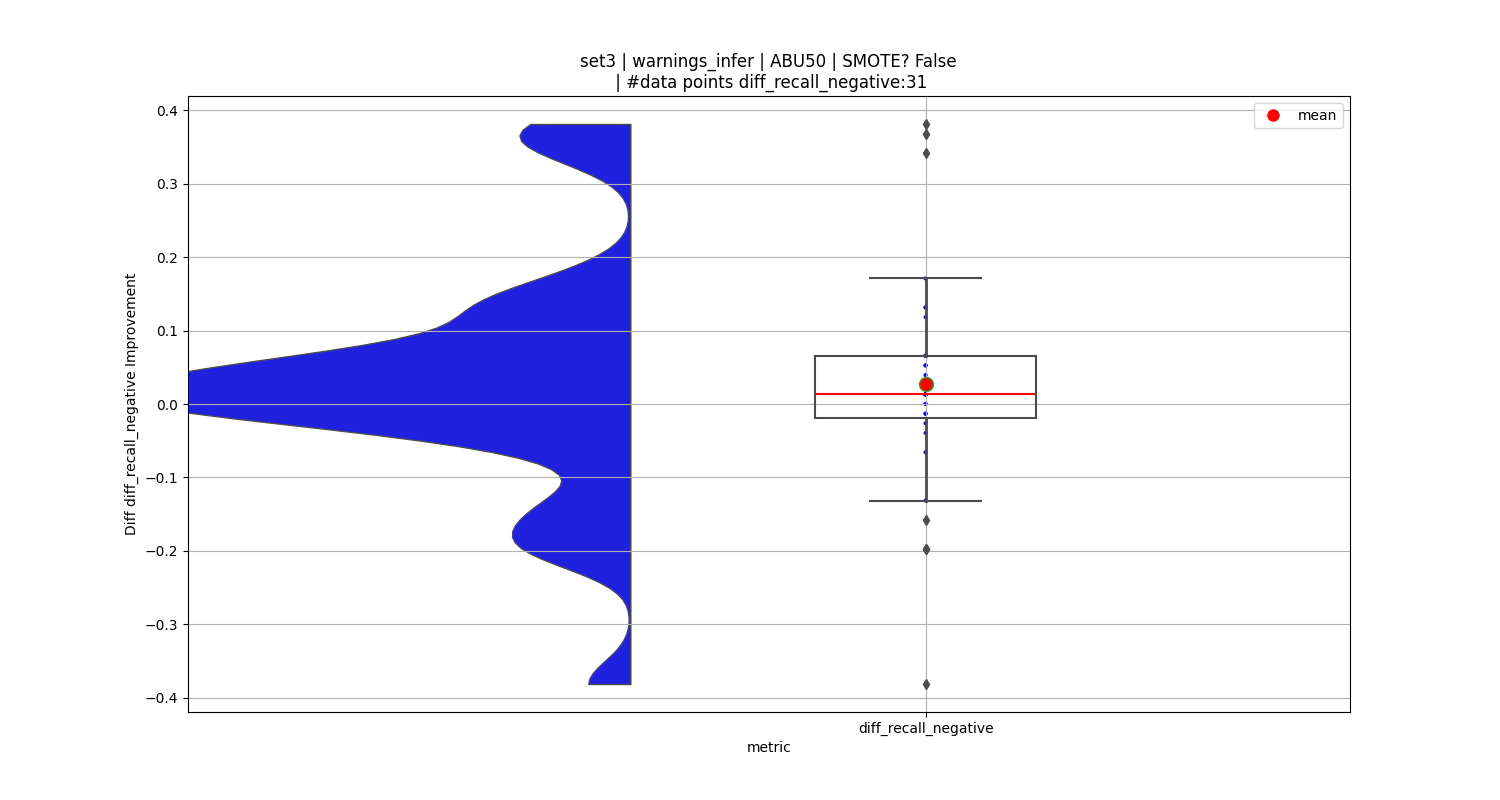 set3 | warnings_infer | ABU50 | SMOTE? False
| #data points diff_recall_negative:31
mean
0.4
0.3
0.2
0.1
0.0
−0.1
−0.2
−0.3
−0.4
Diff diff_recall_negative Improvement
diff_recall_negative
metric